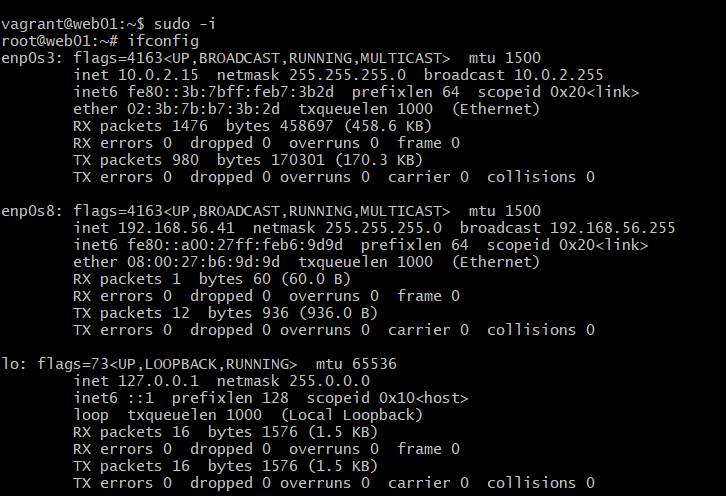 vagrant@web01:~$ sudo -i
root@web01:~# ifconfig
enp0s3: flags=4163<UP,BROADCAST,RUNNING,MULTICAST>  mtu 1500
        inet 10.0.2.15  netmask 255.255.255.0  broadcast 10.0.2.255
        inet6 fe80::3b:7bff:feb7:3b2d  prefixlen 64  scopeid 0x20<link>
        ether 02:3b:7b:b7:3b:2d  txqueuelen 1000  (Ethernet)
        RX packets 1476  bytes 458697 (458.6 KB)
        RX errors 0  dropped 0  overruns 0  frame 0
        TX packets 980  bytes 170301 (170.3 KB)
        TX errors 0  dropped 0 overruns 0  carrier 0  collisions 0

enp0s8: flags=4163<UP,BROADCAST,RUNNING,MULTICAST>  mtu 1500
        inet 192.168.56.41  netmask 255.255.255.0  broadcast 192.168.56.255
        inet6 fe80::a00:27ff:feb6:9d9d  prefixlen 64  scopeid 0x20<link>
        ether 08:00:27:b6:9d:9d  txqueuelen 1000  (Ethernet)
        RX packets 1  bytes 60 (60.0 B)
        RX errors 0  dropped 0  overruns 0  frame 0
        TX packets 12  bytes 936 (936.0 B)
        TX errors 0  dropped 0 overruns 0  carrier 0  collisions 0

lo: flags=73<UP,LOOPBACK,RUNNING>  mtu 65536
        inet 127.0.0.1  netmask 255.0.0.0
        inet6 ::1  prefixlen 128  scopeid 0x10<host>
        loop  txqueuelen 1000  (Local Loopback)
        RX packets 16  bytes 1576 (1.5 KB)
        RX errors 0  dropped 0  overruns 0  frame 0
        TX packets 16  bytes 1576 (1.5 KB)
        TX errors 0  dropped 0 overruns 0  carrier 0  collisions 0